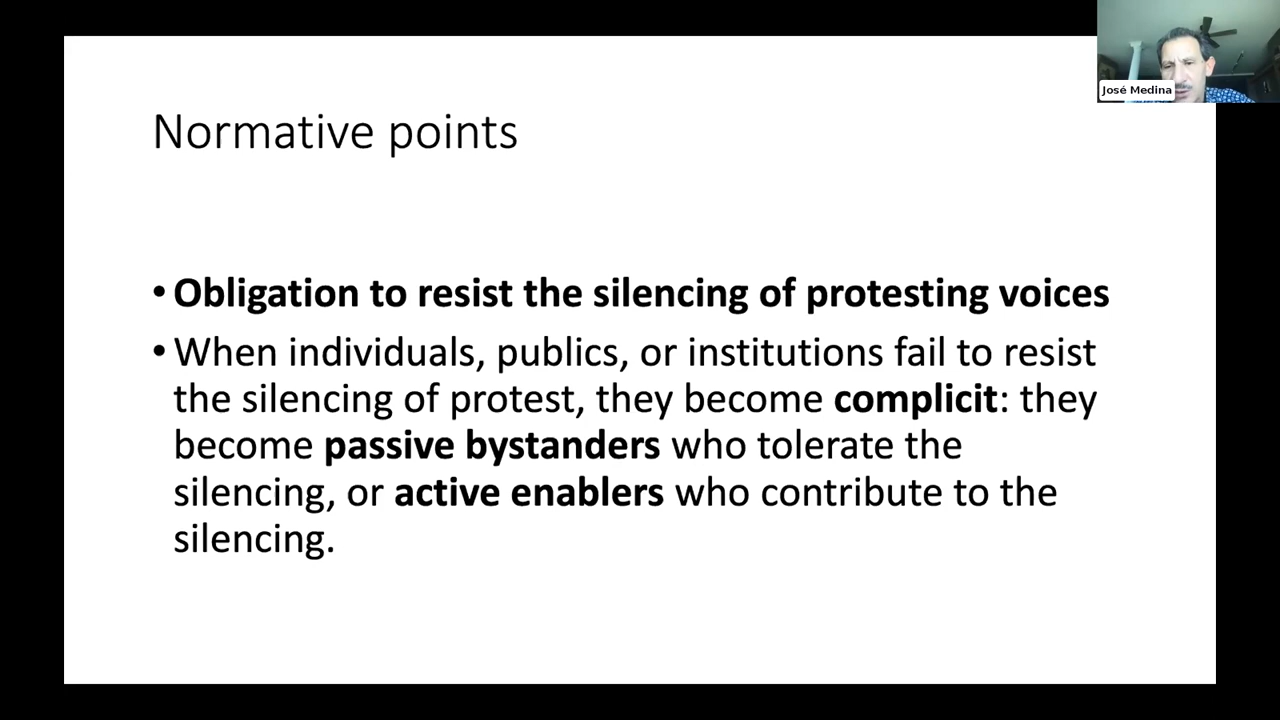 José Medina
Normative points
• Obligation to resist the silencing of protesting voices
• When individuals, publics, or institutions fail to resist
the silencing of protest, they become complicit: they
become passive bystanders who tolerate the
silencing, or active enablers who contribute to the
silencing.